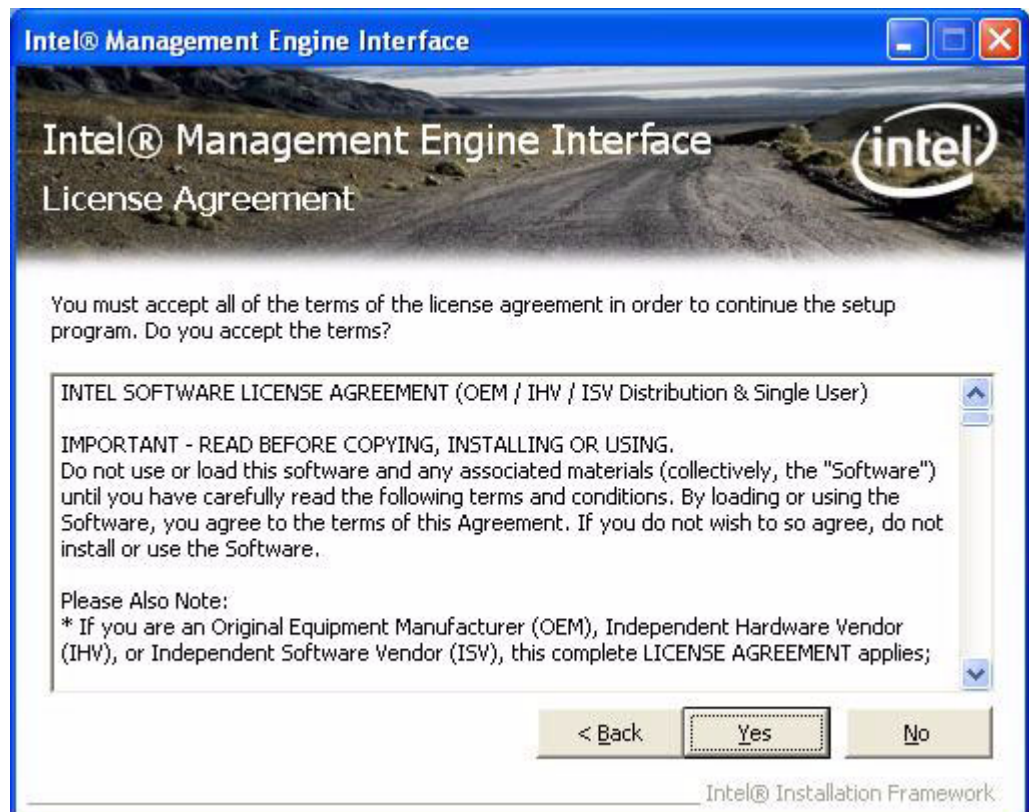 Intel® Management Engine Interface
Intel® Management Engine Interface
intel
License Agreement
You must accept all of the terms of the license agreement in order to continue the setup
program. Do you accept the terms?
INTEL SOFTWARE LICENSE AGREEMENT (OEM / IHV / ISV Distribution & Single User)
IMPORTANT - READ BEFORE COPYING, INSTALLING OR USING.
Do not use or load this software and any associated materials (collectively, the "Software")
until you have carefully read the following terms and conditions. By loading or using the
Software, you agree to the terms of this Agreement. If you do not wish to so agree, do not
install or use the Software.
Please Also Note:
* If you are an Original Equipment Manufacturer (OEM), Independent Hardware Vendor
(IHV), or Independent Software Vendor (ISV), this complete LICENSE AGREEMENT applies;
< Back
Yes
No
Intel® Installation Framework